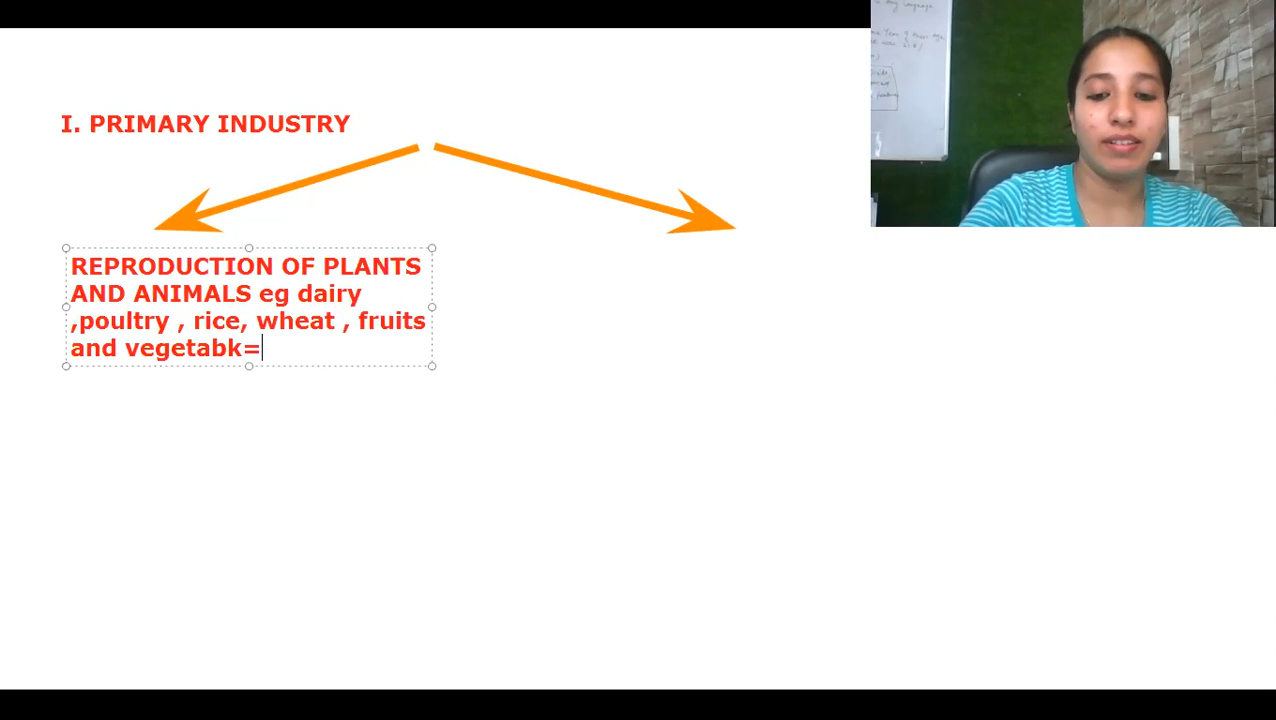 I. PRIMARY INDUSTRY
REPRODUCTION OF PLANTS
AND ANIMALS eg dairy
,poultry , rice, wheat , fruits
and vegetabk=